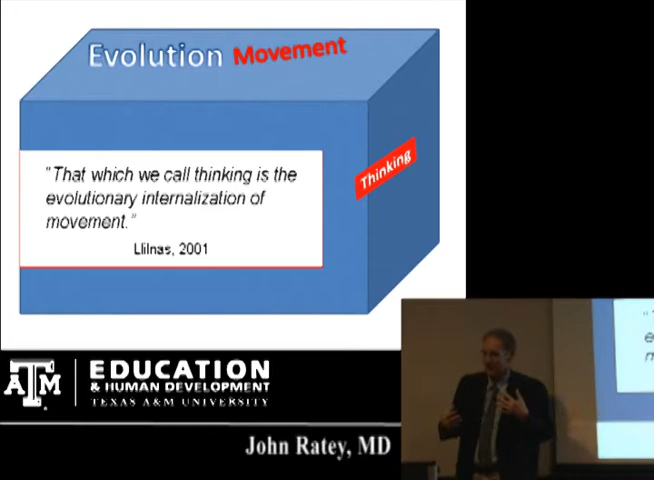 Evolution Movement
"That which we call thinking is the
evolutionary internalization of
movement."
Llilnas, 2001
Thinking
ATM
EDUCATION
& HUMAN DEVELOPMENT
TEXAS A&M UNIVERSITY
John Ratey, MD